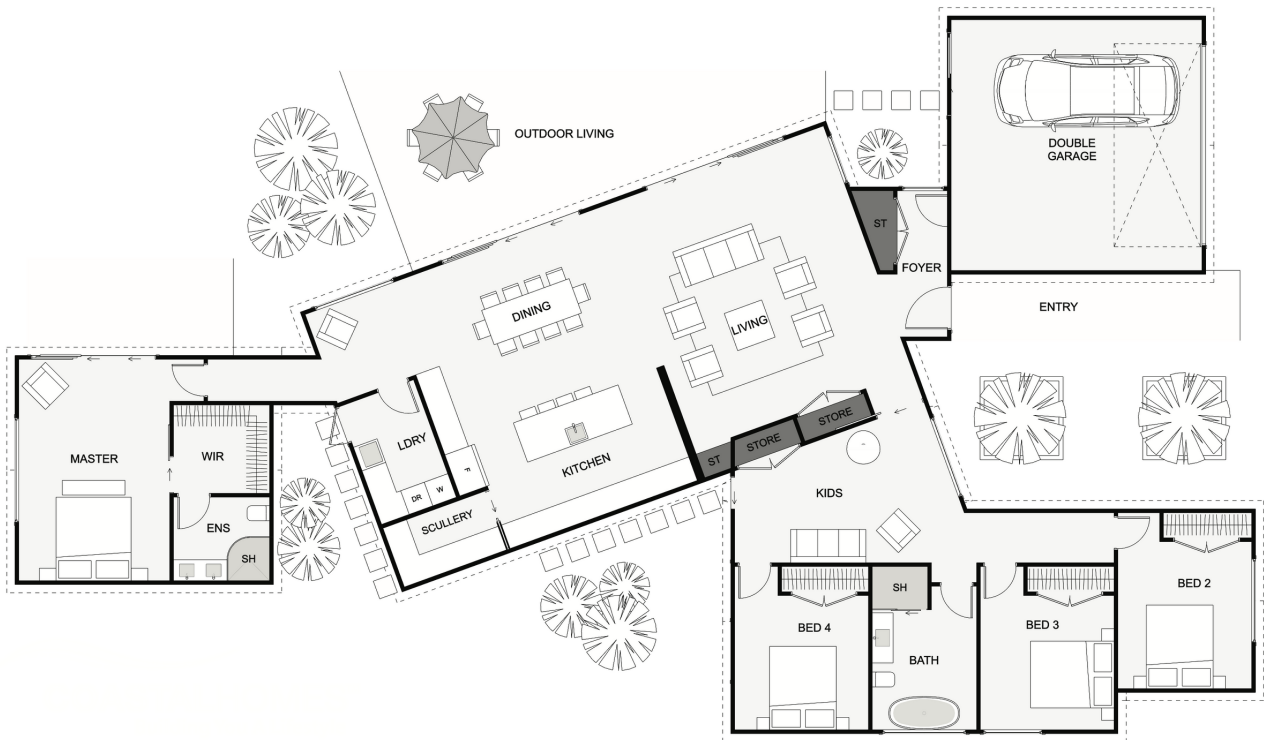 OUTDOOR LIVING
DOUBLE
GARAGE
ST
FOYER
ENTRY
DINING
LIVING
MASTER
WIR
LDRY
F
DR
W
KITCHEN
ST
STORE
STORE
SCULLERY
ENS
SH
KIDS
BED 4
SH
BATH
BED 3
BED 2